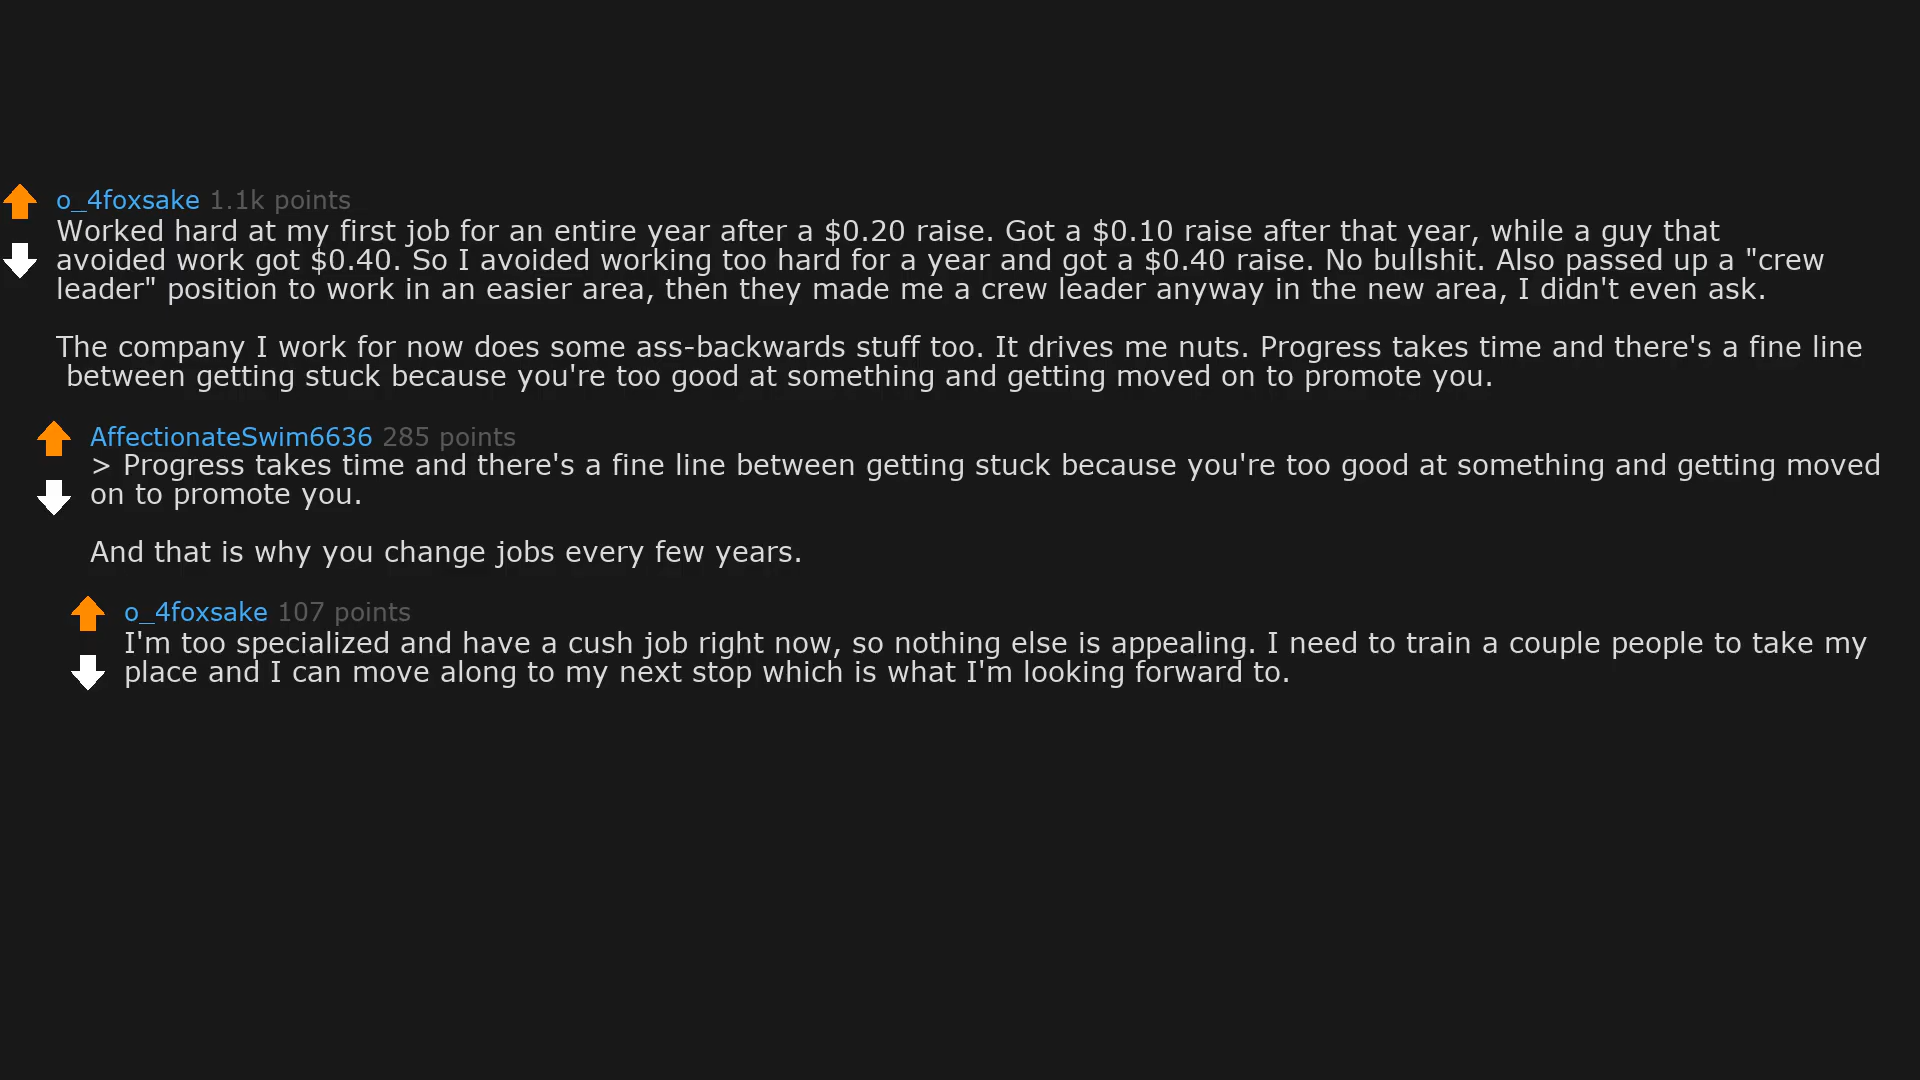 o_4foxsake 1.1k points
Worked hard at my first job for an entire year after a $0.20 raise. Got a $0.10 raise after that year, while a guy that
avoided work got $0.40. So I avoided working too hard for a year and got a $0.40 raise. No bullshit. Also passed up a "crew
leader" position to work in an easier area, then they made me a crew leader anyway in the new area, I didn't even ask.
The company I work for now does some ass-backwards stuff too. It drives me nuts. Progress takes time and there's a fine line
between getting stuck because you're too good at something and getting moved on to promote you.
AffectionateSwim6636 285 points
> Progress takes time and there's a fine line between getting stuck because you're too good at something and getting moved
on to promote you.
And that is why you change jobs every few years.
o_4foxsake 107 points
I'm too specialized and have a cush job right now, so nothing else is appealing. I need to train a couple people to take my
place and I can move along to my next stop which is what I'm looking forward to.